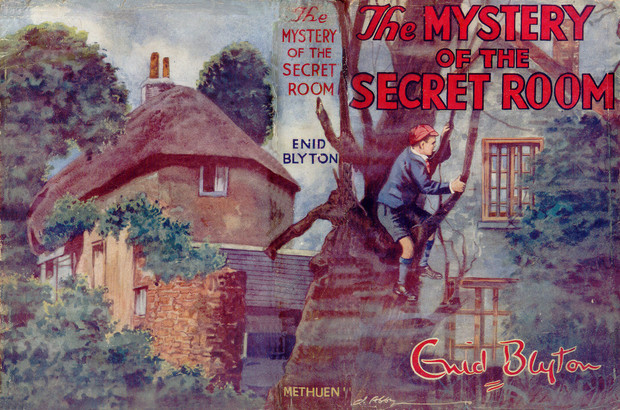 The
MYSTERY
OF THE
SECRET
ROOM
ENID
BLYTON
METHUEN
The MYSTERY
OF THE
SECRET ROOM
Enid Blyton